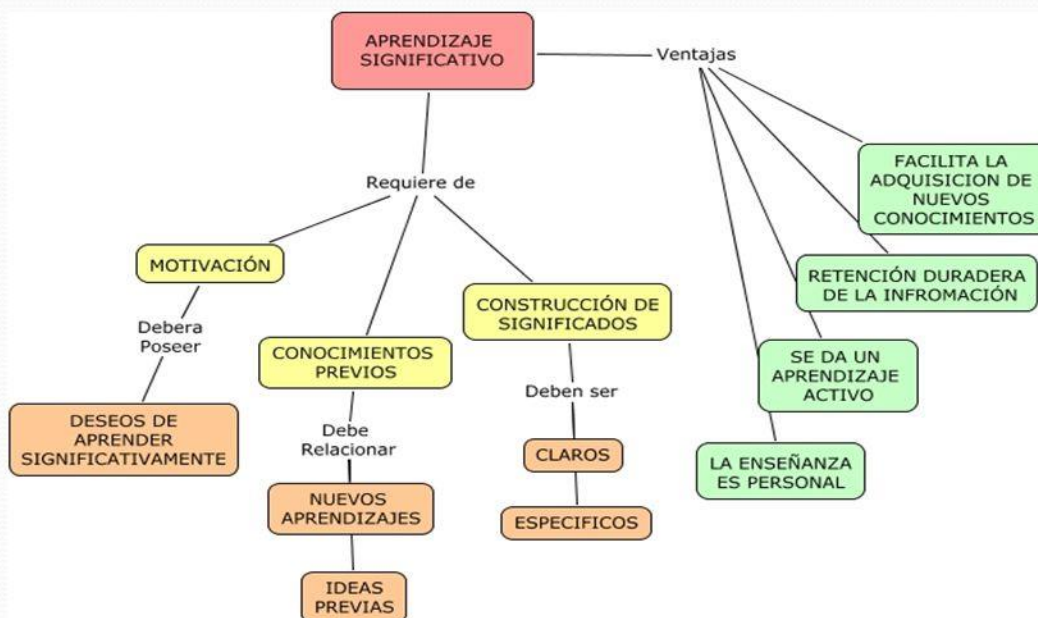 APRENDIZAJE
SIGNIFICATIVO
Ventajas
Requiere de
MOTIVACIÓN
Debera
Poseer
DESEOS DE
APRENDER
SIGNIFICATIVAMENTE
CONOCIMIENTOS
PREVIOS
Debe
Relacionar
NUEVOS
APRENDIZAJES
IDEAS
PREVIAS
CONSTRUCCIÓN DE
SIGNIFICADOS
Deben ser
CLAROS
ESPECIFICOS
FACILITA LA
ADQUISICION DE
NUEVOS
CONOCIMIENTOS
RETENCIÓN DURADERA
DE LA INFROMACIÓN
SE DA UN
APRENDIZAJE
ACTIVO
LA ENSEÑANZA
ES PERSONAL